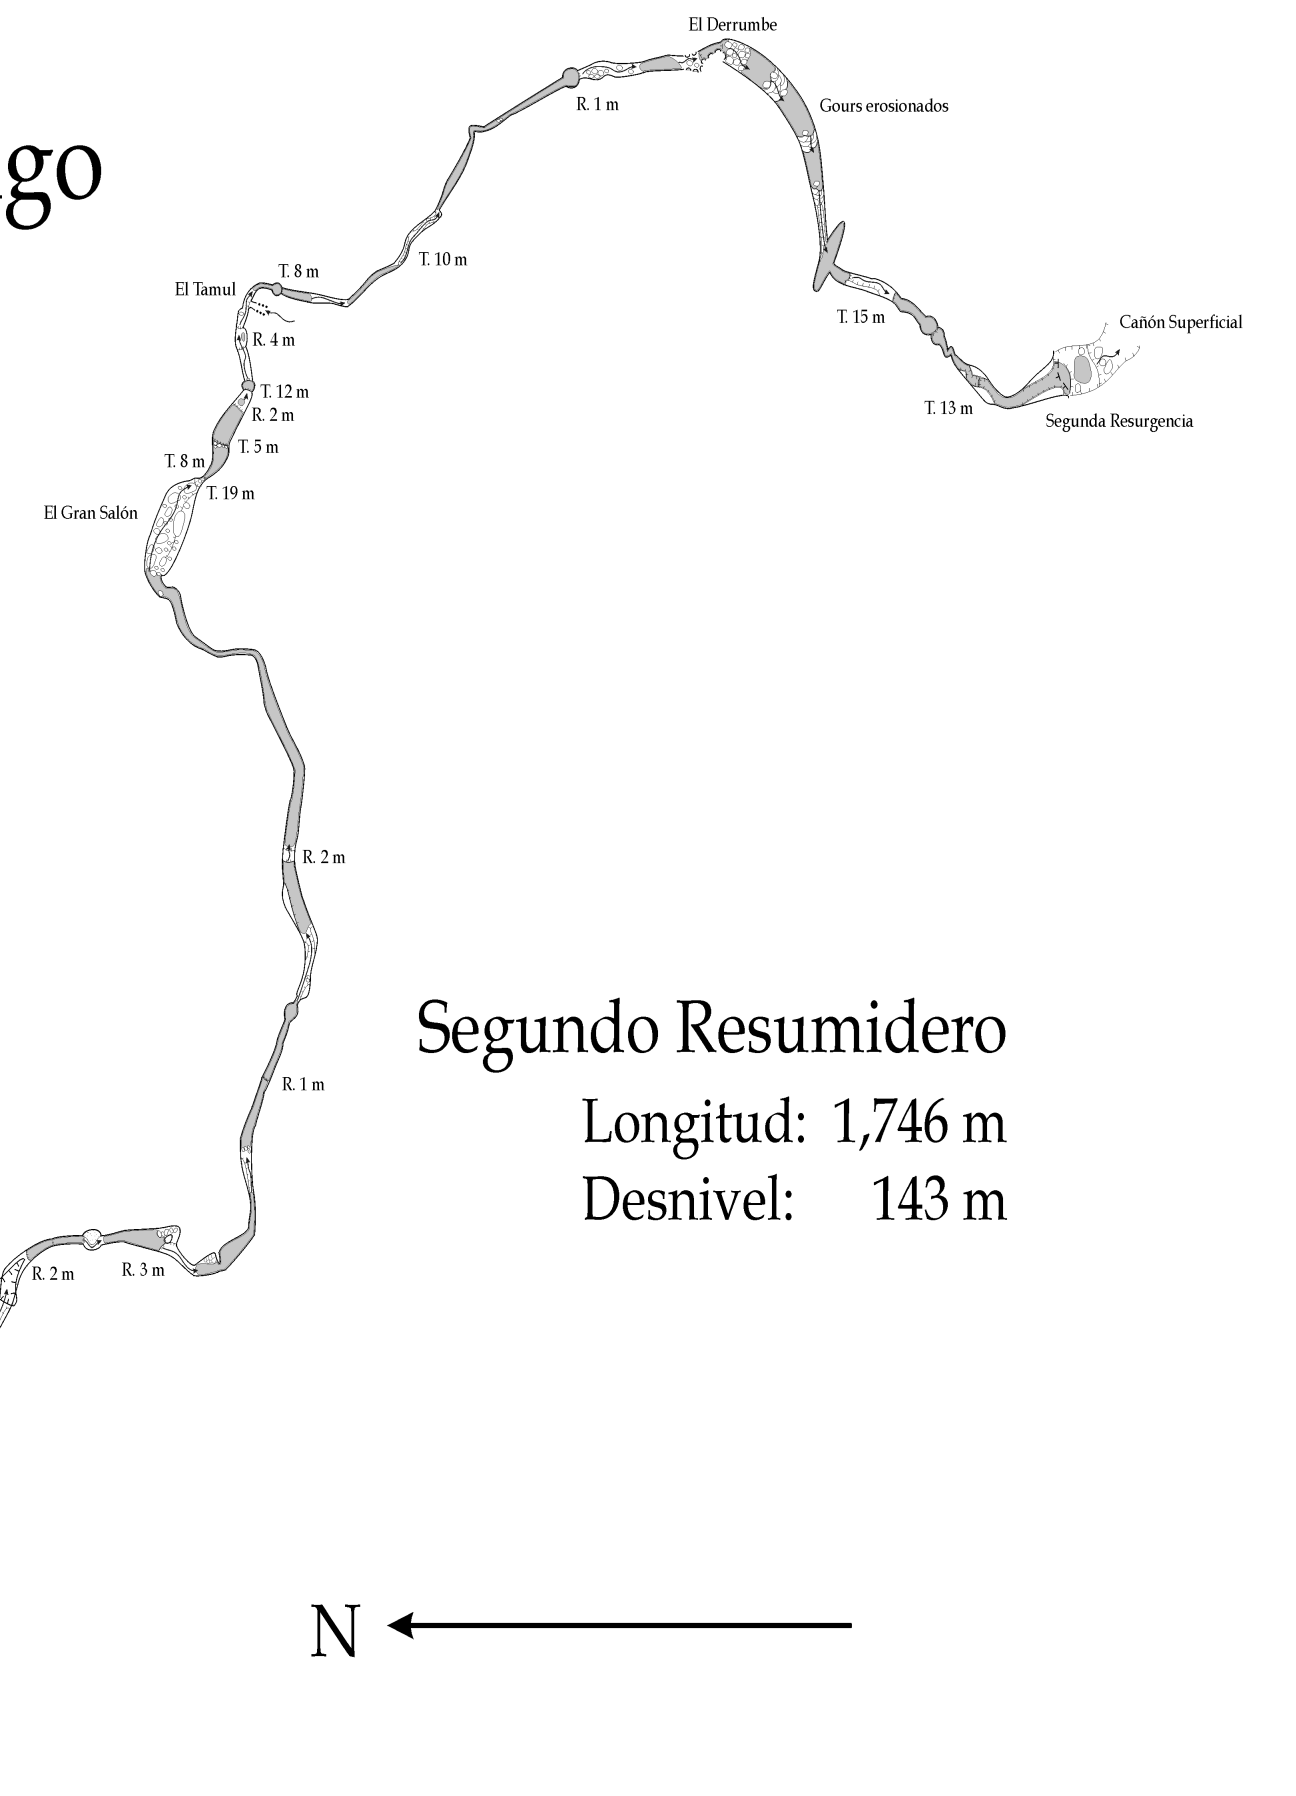 El Derrumbe
R. 1 m
Gours erosionados
go
T. 10 m
T. 8 m
El Tamul
T. 15 m
Cañón Superficial
R. 4 m
T. 12 m
R. 2 m
T. 13 m
Segunda Resurgencia
T. 5 m
T. 8 m
T. 19 m
El Gran Salón
R. 2 m
Segundo Resumidero
R. 1 m
Longitud: 1,746 m
Desnivel: 143 m
R. 2 m
R. 3 m
N